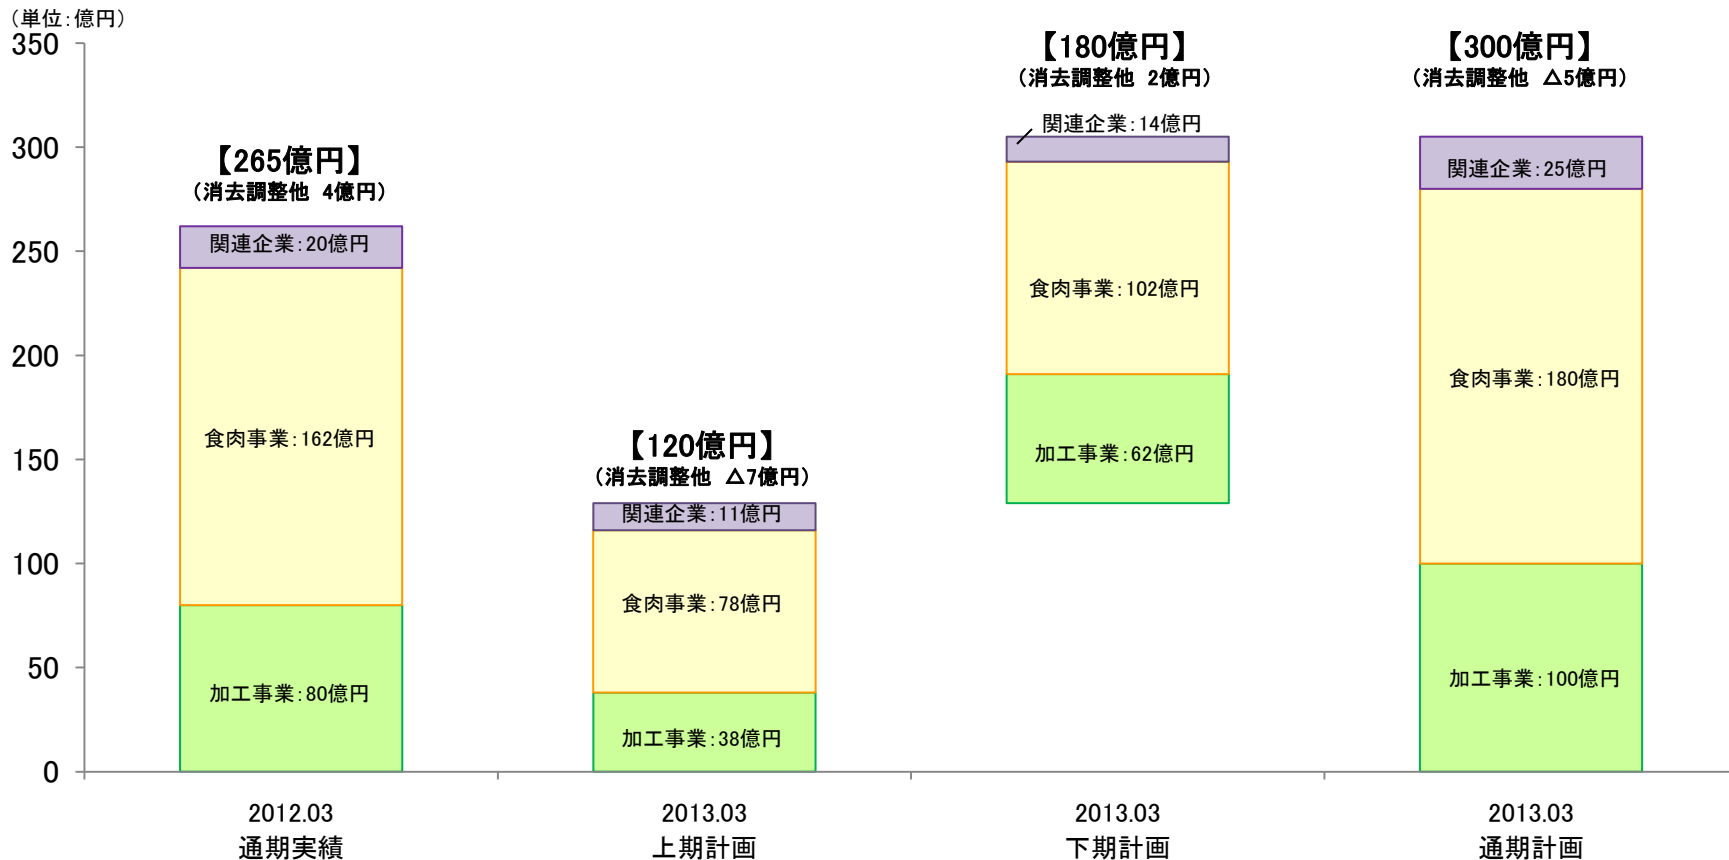 （単位：億円）
350
300
250
200
150
100
50
0
【265億円】
（消去調整他 4億円）
関連企業：20億円
食肉事業：162億円
加工事業：80億円
【120億円】
（消去調整他 △7億円）
関連企業：11億円
食肉事業：78億円
加工事業：38億円
【180億円】
（消去調整他 2億円）
関連企業：14億円
食肉事業：102億円
加工事業：62億円
【300億円】
（消去調整他 △5億円）
関連企業：25億円
食肉事業：180億円
加工事業：100億円
2012.03
通期実績
2013.03
上期計画
2013.03
下期計画
2013.03
通期計画